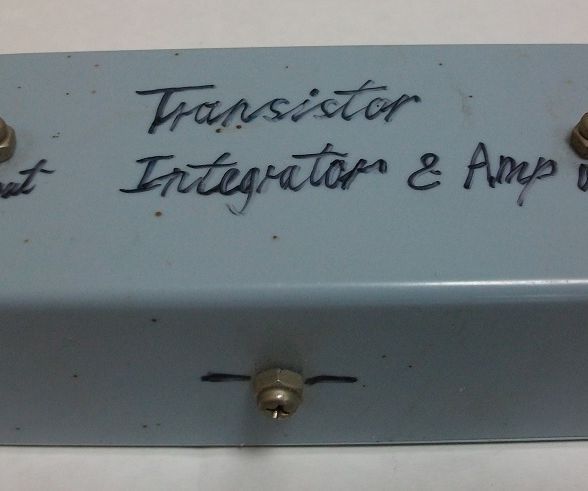 Transistor
Integrator & Amp